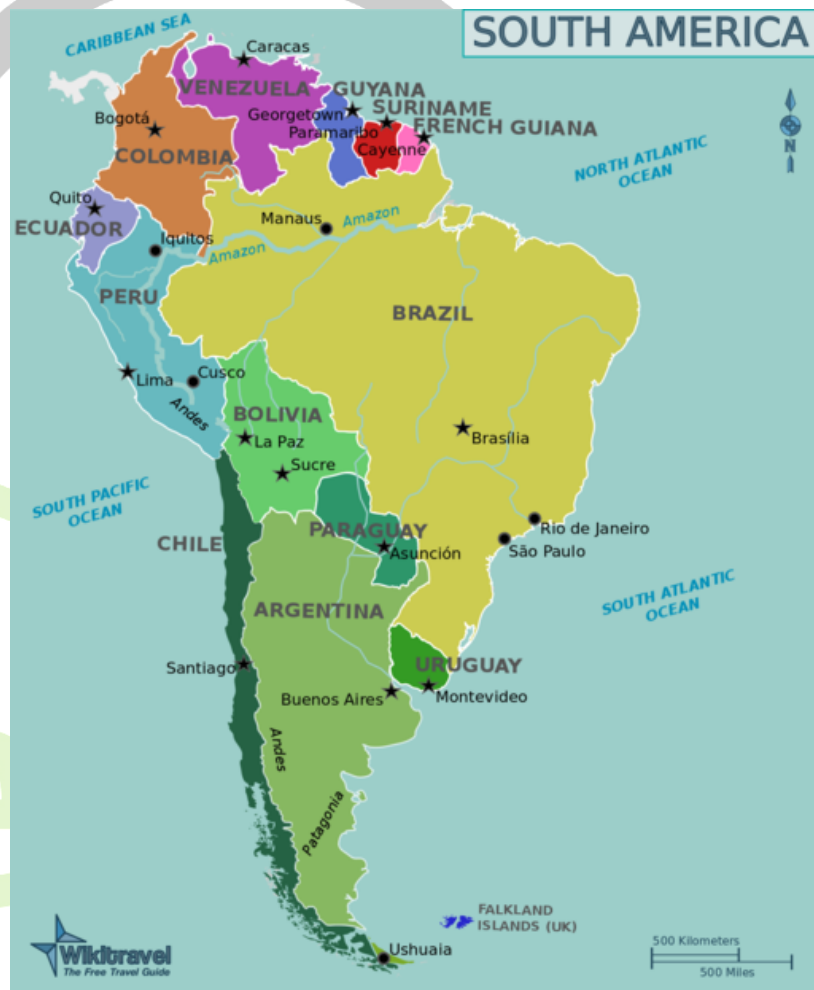 SOUTH AMERICA
CARIBBEAN SEA
Caracas
VENEZUELA
GUYANA
Georgetown
SURINAME
Paramaribo
FRENCH GUIANA
Cayenne
Bogotá
COLOMBIA
NORTH ATLANTIC
OCEAN
N
Quito
ECUADOR
Manaus
Amazon
Iquitos
Amazon
PERU
BRAZIL
Lima
Cusco
Andes
BOLIVIA
La Paz
Sucre
Brasília
SOUTH PACIFIC
OCEAN
CHILE
PARAGUAY
Asunción
Rio de Janeiro
São Paulo
SOUTH ATLANTIC
OCEAN
ARGENTINA
Santiago
URUGUAY
Buenos Aires
Montevideo
Andes
Patagonia
FALKLAND
ISLANDS (UK)
Ushuaia
Wikitravel
The Free Travel Guide
500 Kilometers
500 Miles